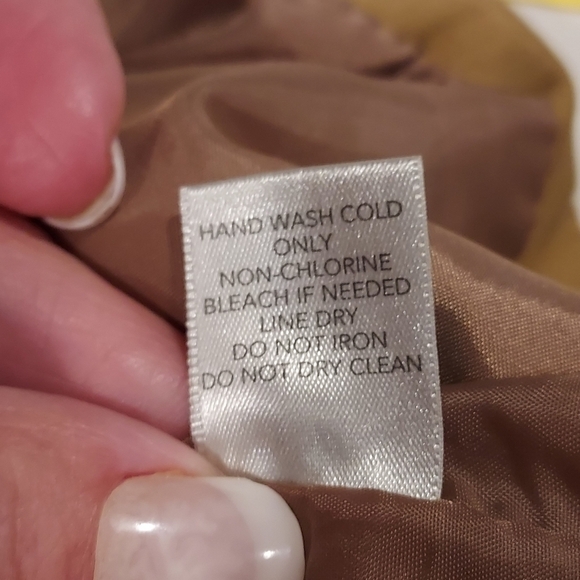 HAND WASH COLD
ONLY
NON-CHLORINE
BLEACH IF NEEDED
LINE DRY
DO NOT IRON
DO NOT DRY CLEAN